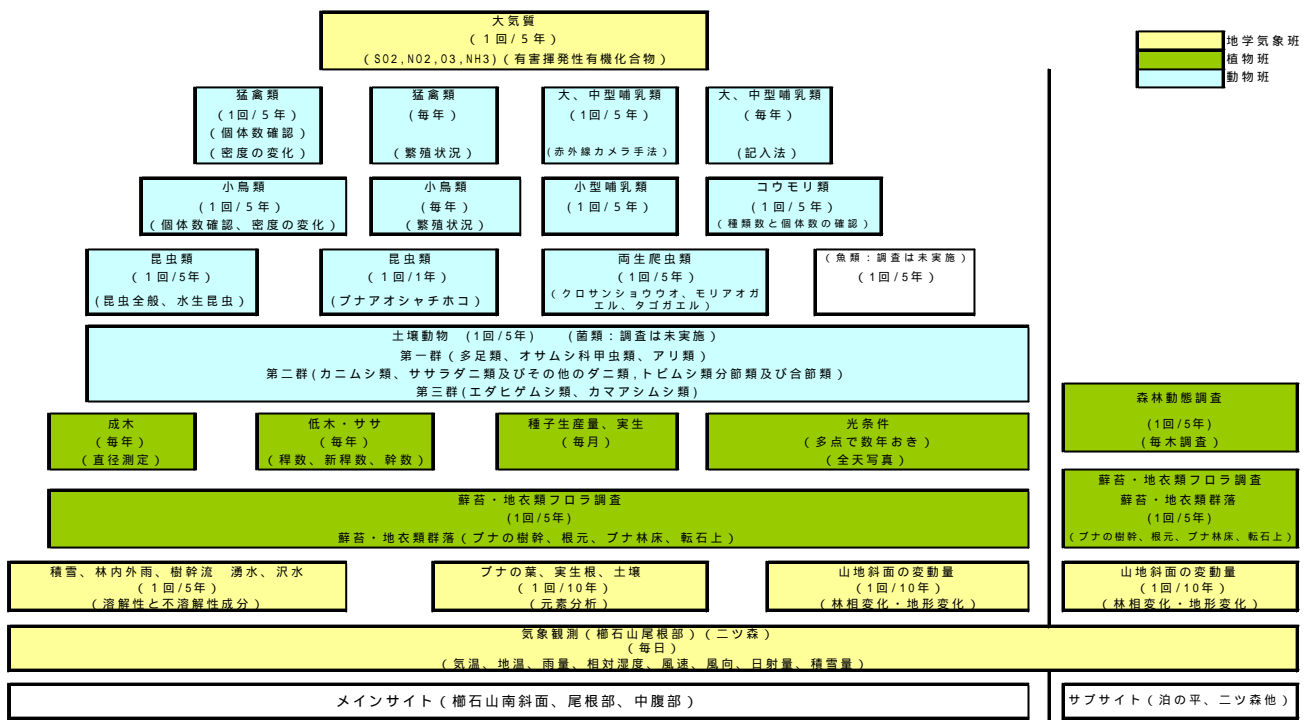 大気質
(1回/5年)
(SO2,NO2,O3,NH3)(有害揮発性有機化合物)
地学気象班
植物班
動物班
猛禽類
(1回/5年)
(個体数確認)
(密度の変化)
猛禽類
(毎年)
(繁殖状況)
大、中型哺乳類
(1回/5年)
(赤外線カメラ手法)
大、中型哺乳類
(毎年)
(記入法)
小鳥類
(1回/5年)
(個体数確認、密度の変化)
小鳥類
(毎年)
(繁殖状況)
小型哺乳類
(1回/5年)
コウモリ類
(1回/5年)
(種類数と個体数の確認)
昆虫類
(1回/5年)
(昆虫全般、水生昆虫)
昆虫類
(1回/1年)
(ブナアオシャチホコ)
両生爬虫類
(1回/5年)
(クロサンショウウオ、モリアオガ
エル、タゴガエル)
(魚類:調査は未実施)
(1回/5年)
土壌動物 (1回/5年) (菌類:調査は未実施)
第一群(多足類、オサムシ科甲虫類、アリ類)
第二群(カニムシ類、ササラダニ類及びその他のダニ類,トビムシ類分節類及び合節類)
第三群(エダヒゲムシ類、カマアシムシ類)
成木
(毎年)
(直径測定)
低木・ササ
(毎年)
(稈数、新稈数、幹数)
種子生産量、実生
(毎月)
光条件
(多点で数年おき)
(全天写真)
森林動態調査
(1回/5年)
(毎木調査)
蘚苔・地衣類フロラ調査
(1回/5年)
蘚苔・地衣類群落(ブナの樹幹、根元、ブナ林床、転石上)
蘚苔・地衣類フロラ調査
蘚苔・地衣類群落
(1回/5年)
(ブナの樹幹、根元、ブナ林床、転石上)
積雪、林内外雨、樹幹流 湧水、沢水
(1回/5年)
(溶解性と不溶解性成分)
ブナの葉、実生根、土壌
(1回/10年)
(元素分析)
山地斜面の変動量
(1回/10年)
(林相変化・地形変化)
山地斜面の変動量
(1回/10年)
(林相変化・地形変化)
気象観測(櫛石山尾根部)(二ツ森)
(毎日)
(気温、地温、雨量、相対湿度、風速、風向、日射量、積雪量)
メインサイト(櫛石山南斜面、尾根部、中腹部)
サブサイト(泊の平、二ツ森他)